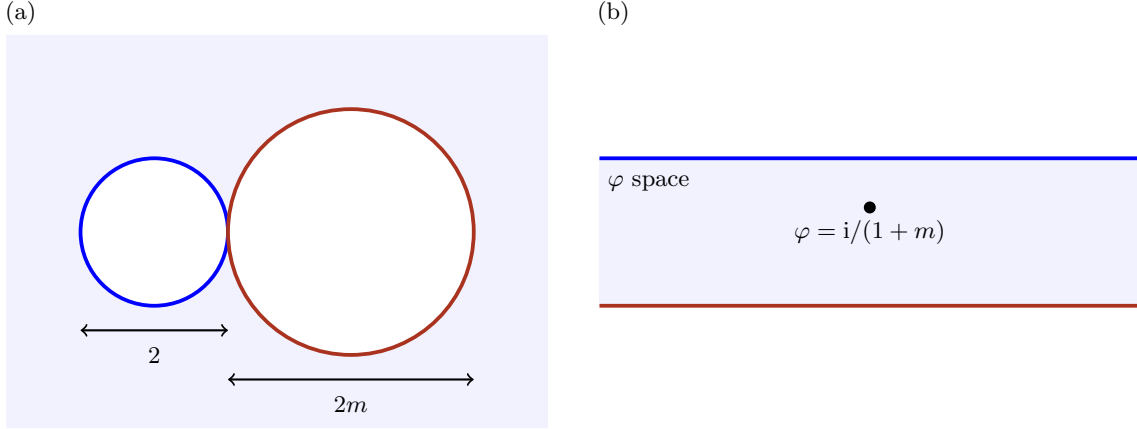 (a)
(b)
φ space
φ = i/(1 + m)
2
2m